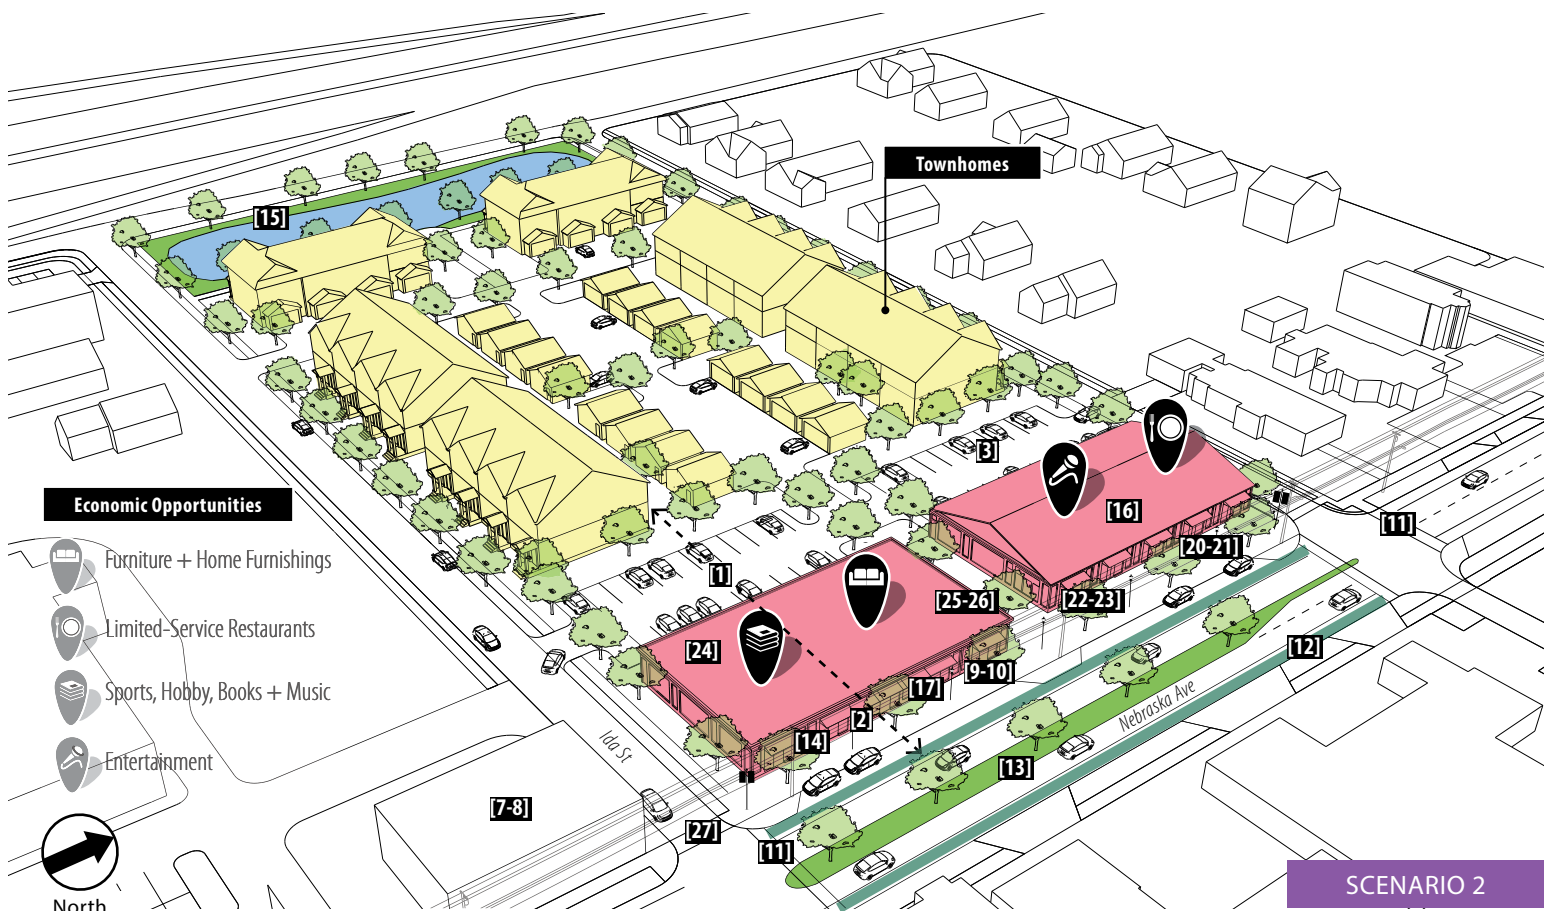 Townhomes
[15]
[3]
Economic Opportunities
[16]
[11]
[20-21]
Furniture + Home Furnishings
[1]
[25-26]
[22-23]
Limited-Service Restaurants
[24]
[12]
[9-10]
[17]
Sports, Hobby, Books + Music
Nebraska Ave
[2]
Ida St
[14]
Entertainment
[13]
[7-8]
[27]
[11]
SCENARIO 2
North